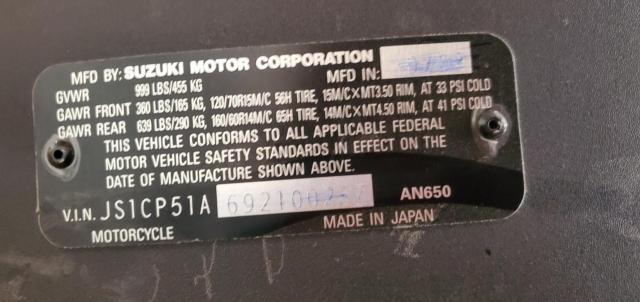 MFD BY: SUZUKI MOTOR CORPORATION MFD IN:
GVWR 999 LBS/455 KG
GAWR FRONT 360 LBS/165 KG, 120/70R15M/C 56H TIRE, 15M/C×MT3.50 RIM, AT 33 PSI COLD
GAWR REAR 639 LBS/290 KG, 160/60R14M/C 65H TIRE, 14M/C×MT4.50 RIM, AT 41 PSI COLD
THIS VEHICLE CONFORMS TO ALL APPLICABLE FEDERAL
MOTOR VEHICLE SAFETY STANDARDS IN EFFECT ON THE
DATE OF MANUFACTURE SHOWN ABOVE.
V.I.N. JS1CP51A AN650
MOTORCYCLE MADE IN JAPAN